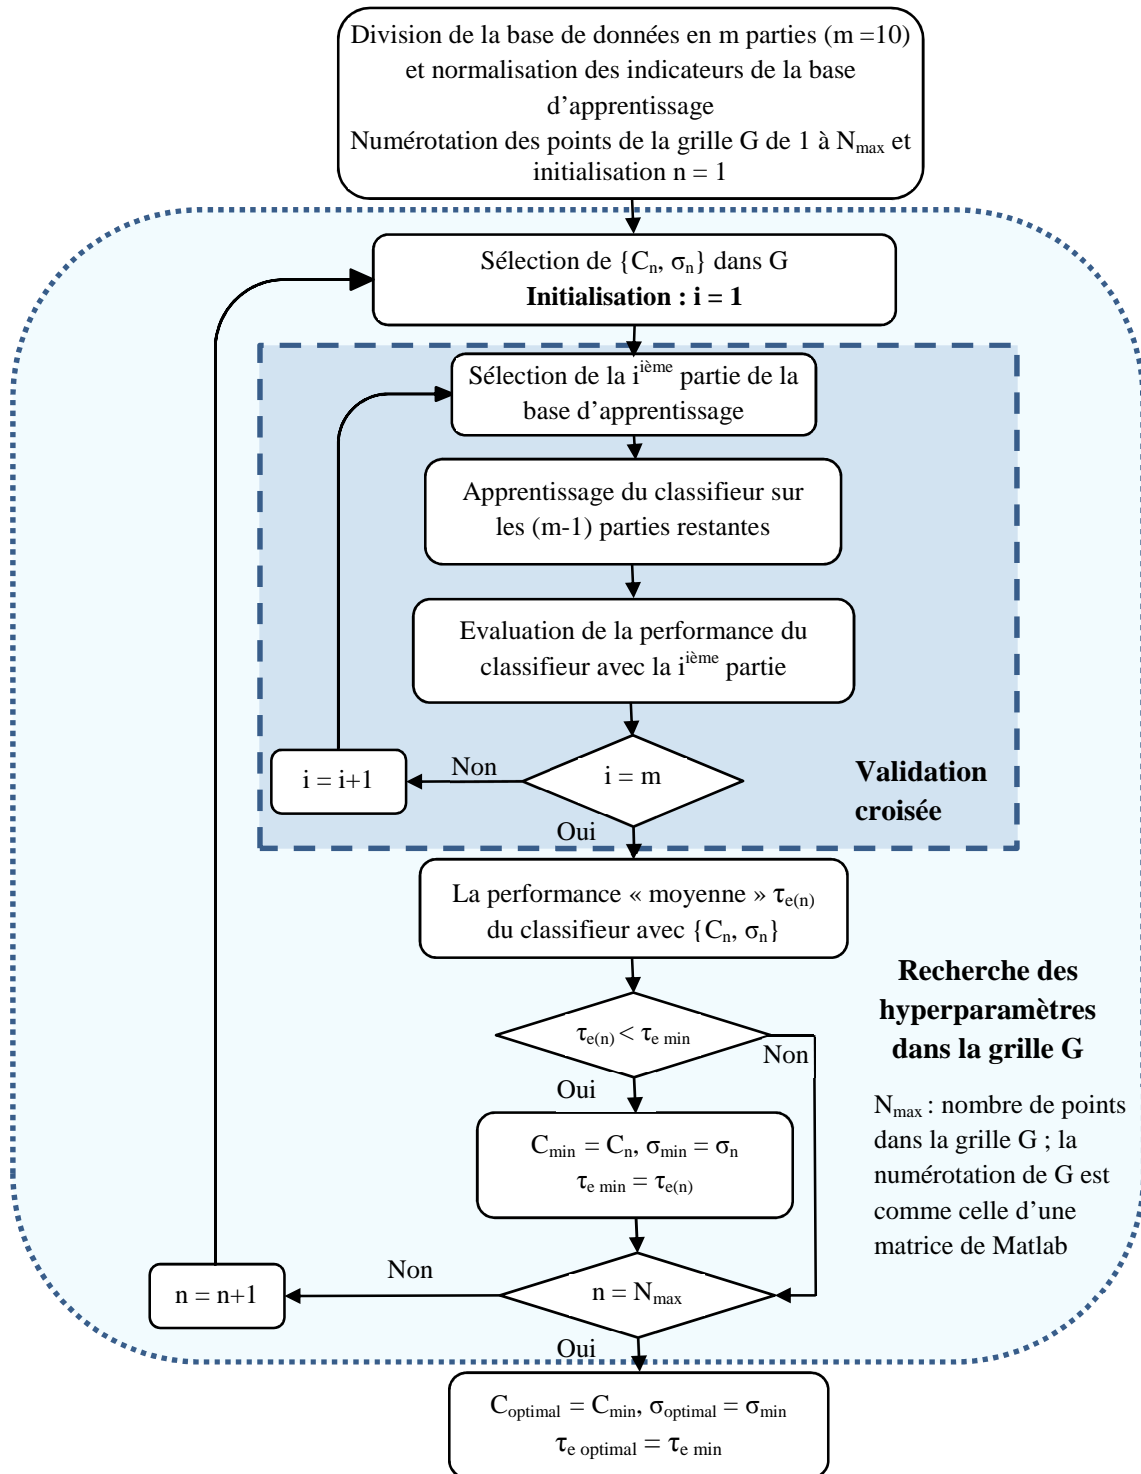 Division de la base de données en m parties (m =10)
et normalisation des indicateurs de la base
d’apprentissage
Numérotation des points de la grille G de 1 à Nmax et
initialisation n = 1
Sélection de {Cn, σn} dans G
Initialisation : i = 1
Sélection de la iième partie de la
base d’apprentissage
Apprentissage du classifieur sur
les (m-1) parties restantes
Evaluation de la performance du
classifieur avec la iième partie
i = m
Non
i = i+1
Oui
Validation
croisée
La performance « moyenne » τe(n)
du classifieur avec {Cn, σn}
τe(n) < τe min
Non
Oui
Cmin = Cn, σmin = σn
τe min = τe(n)
Recherche des
hyperparamètres
dans la grille G
Nmax : nombre de points
dans la grille G ; la
numérotation de G est
comme celle d’une
matrice de Matlab
n = Nmax
Non
n = n+1
Oui
Coptimal = Cmin, σoptimal = σmin
τe optimal = τe min